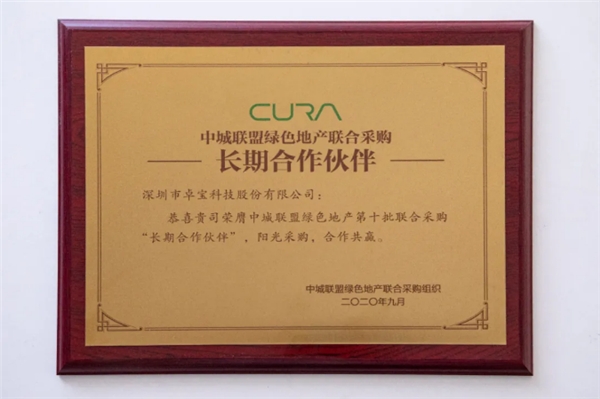 CURA
中城联盟绿色地产联合采购
长期合作伙伴
深圳市卓宝科技股份有限公司：
恭喜贵司荣膺中城联盟绿色地产第十批联合采购
“长期合作伙伴”，阳光采购，合作共赢。
中城联盟绿色地产联合采购组织
二〇二〇年九月